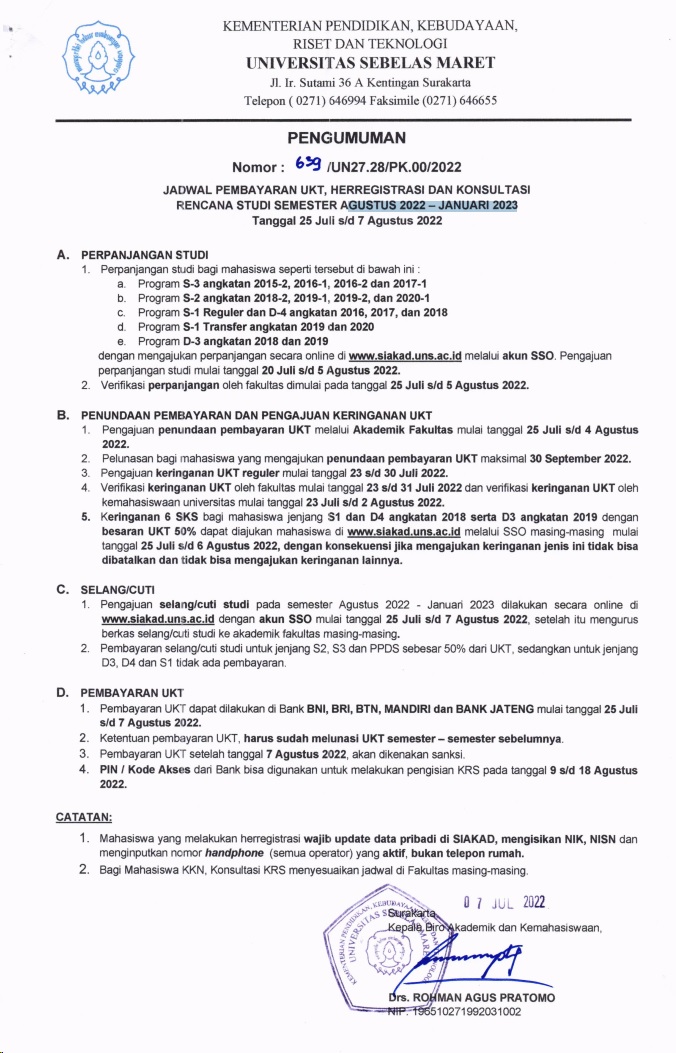 KEMENTERIAN PENDIDIKAN, KEBUDAYAAN,
RISET DAN TEKNOLOGI
UNIVERSITAS SEBELAS MARET
Jl. Ir. Sutami 36 A Kentingan Surakarta
Telepon ( 0271) 646994 Faksimile (0271) 646655
PENGUMUMAN
Nomor : 639 /UN27.28/PK.00/2022
JADWAL PEMBAYARAN UKT, HERREGISTRASI DAN KONSULTASI
RENCANA STUDI SEMESTER AGUSTUS 2022 – JANUARI 2023
Tanggal 25 Juli s/d 7 Agustus 2022
A. PERPANJANGAN STUDI
1. Perpanjangan studi bagi mahasiswa seperti tersebut di bawah ini :
a. Program S-3 angkatan 2015-2, 2016-1, 2016-2 dan 2017-1
b. Program S-2 angkatan 2018-2, 2019-1, 2019-2, dan 2020-1
c. Program S-1 Reguler dan D-4 angkatan 2016, 2017, dan 2018
d. Program S-1 Transfer angkatan 2019 dan 2020
e. Program D-3 angkatan 2018 dan 2019
dengan mengajukan perpanjangan secara online di www.siakad.uns.ac.id melalui akun SSO. Pengajuan
perpanjangan studi mulai tanggal 20 Juli s/d 5 Agustus 2022.
2. Verifikasi perpanjangan oleh fakultas dimulai pada tanggal 25 Juli s/d 5 Agustus 2022.
B. PENUNDAAN PEMBAYARAN DAN PENGAJUAN KERINGANAN UKT
1. Pengajuan penundaan pembayaran UKT melalui Akademik Fakultas mulai tanggal 25 Juli s/d 4 Agustus
2022.
2. Pelunasan bagi mahasiswa yang mengajukan penundaan pembayaran UKT maksimal 30 September 2022.
3. Pengajuan keringanan UKT reguler mulai tanggal 23 s/d 30 Juli 2022.
4. Verifikasi keringanan UKT oleh fakultas mulai tanggal 23 s/d 31 Juli 2022 dan verifikasi keringanan UKT oleh
kemahasiswaan universitas mulai tanggal 23 Juli s/d 2 Agustus 2022.
5. Keringanan 6 SKS bagi mahasiswa jenjang S1 dan D4 angkatan 2018 serta D3 angkatan 2019 dengan
besaran UKT 50% dapat diajukan mahasiswa di www.siakad.uns.ac.id melalui SSO masing-masing mulai
tanggal 25 Juli s/d 6 Agustus 2022, dengan konsekuensi jika mengajukan keringanan jenis ini tidak bisa
dibatalkan dan tidak bisa mengajukan keringanan lainnya.
C. SELANG/CUTI
1. Pengajuan selang/cuti studi pada semester Agustus 2022 - Januari 2023 dilakukan secara online di
www.siakad.uns.ac.id dengan akun SSO mulai tanggal 25 Juli s/d 7 Agustus 2022, setelah itu mengurus
berkas selang/cuti studi ke akademik fakultas masing-masing.
2. Pembayaran selang/cuti studi untuk jenjang S2, S3 dan PPDS sebesar 50% dari UKT, sedangkan untuk jenjang
D3, D4 dan S1 tidak ada pembayaran.
D. PEMBAYARAN UKT
1. Pembayaran UKT dapat dilakukan di Bank BNI, BRI, BTN, MANDIRI dan BANK JATENG mulai tanggal 25 Juli
s/d 7 Agustus 2022.
2. Ketentuan pembayaran UKT, harus sudah melunasi UKT semester – semester sebelumnya.
3. Pembayaran UKT setelah tanggal 7 Agustus 2022, akan dikenakan sanksi.
4. PIN / Kode Akses dari Bank bisa digunakan untuk melakukan pengisian KRS pada tanggal 9 s/d 18 Agustus
2022.
CATATAN:
1. Mahasiswa yang melakukan herregistrasi wajib update data pribadi di SIAKAD, mengisikan NIK, NISN dan
menginputkan nomor handphone (semua operator) yang aktif, bukan telepon rumah.
2. Bagi Mahasiswa KKN, Konsultasi KRS menyesuaikan jadwal di Fakultas masing-masing.
07 JUL 2022
Surakarta,
Kepala Biro Akademik dan Kemahasiswaan,
Drs. ROHMAN AGUS PRATOMO
NIP. 196510271992031002